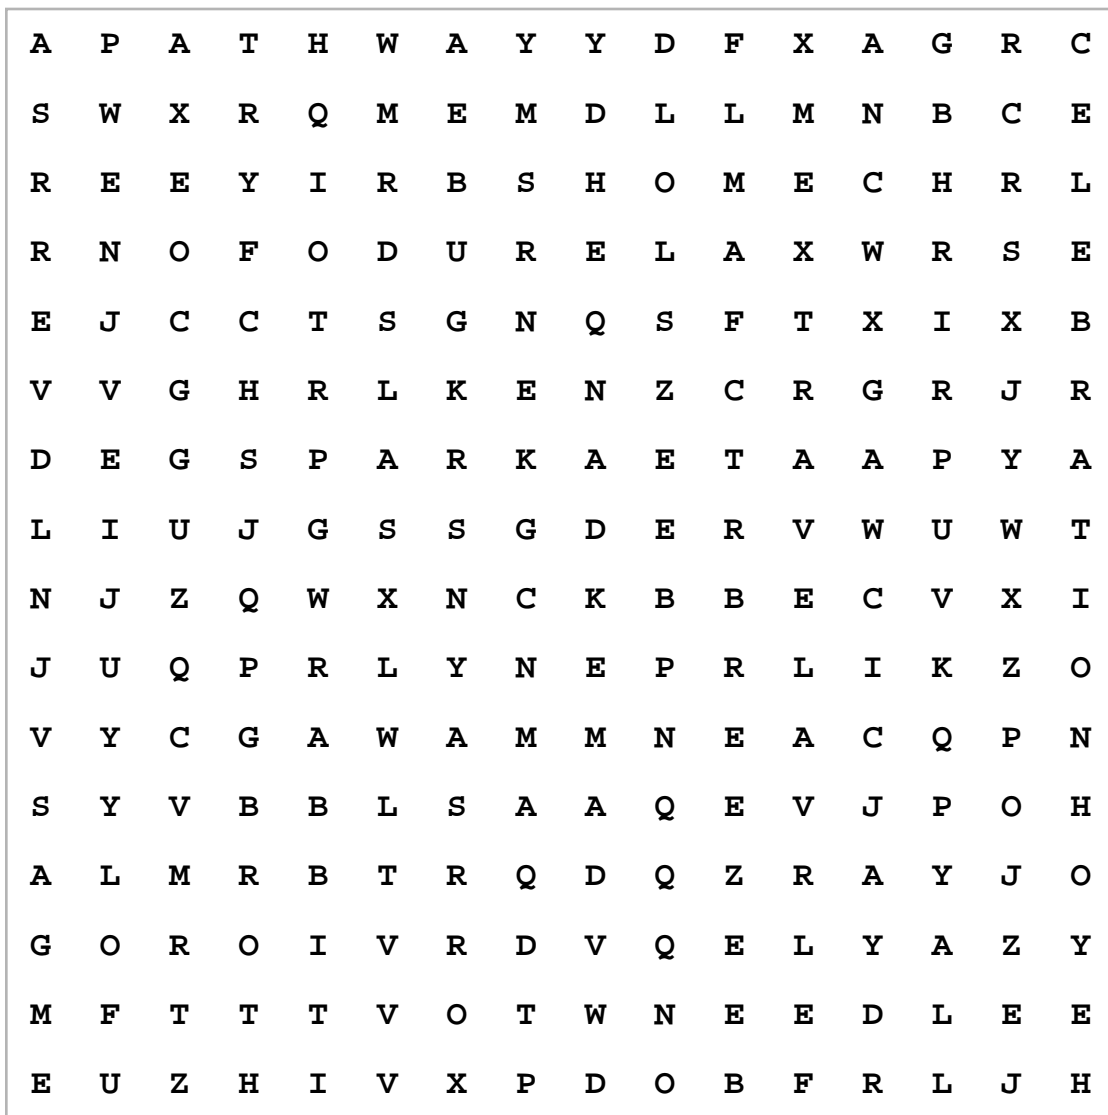 A P A T H W A Y Y D F X A G R C
S W X R Q M E M D L L M N B C E
R E E Y I R B S H O M E C H R L
R N O F O D U R E L A X W R S E
E J C C T S G N Q S F T X I X B
V V G H R L K E N Z C R G R J R
D E G S P A R K A E T A A P Y A
L I U J G S S G D E R V W U W T
N J Z Q W X N C K B B E C V X I
J U Q P R L Y N E P R L I K Z O
V Y C G A W A M M N E A C Q P N
S Y V B B L S A A Q E V J P O H
A L M R B T R Q D Q Z R A Y J O
G O R O I V R D V Q E L Y A Z Y
M F T T T V O T W N E E D L E E
E U Z H I V X P D O B F R L J H